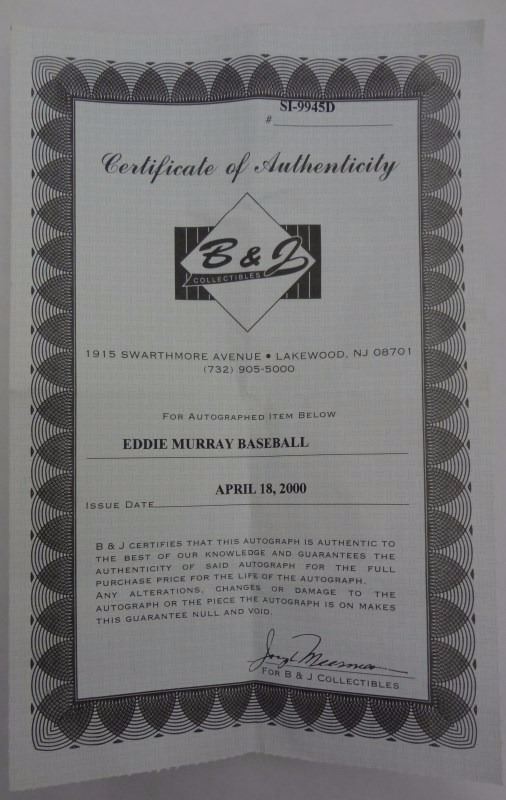 SI-9945D
#
Certificate of Authenticity
B & J
COLLECTIBLES
1915 SWARTHMORE AVENUE • LAKEWOOD, NJ 08701
(732) 905-5000
FOR AUTOGRAPHED ITEM BELOW
EDDIE MURRAY BASEBALL
APRIL 18, 2000
ISSUE DATE
B & J CERTIFIES THAT THIS AUTOGRAPH IS AUTHENTIC TO
THE BEST OF OUR KNOWLEDGE AND GUARANTEES THE
AUTHENTICITY OF SAID AUTOGRAPH FOR THE FULL
PURCHASE PRICE FOR THE LIFE OF THE AUTOGRAPH.
ANY ALTERATIONS, CHANGES OR DAMAGE TO THE
AUTOGRAPH OR THE PIECE THE AUTOGRAPH IS ON MAKES
THIS GUARANTEE NULL AND VOID.
FOR B & J COLLECTIBLES